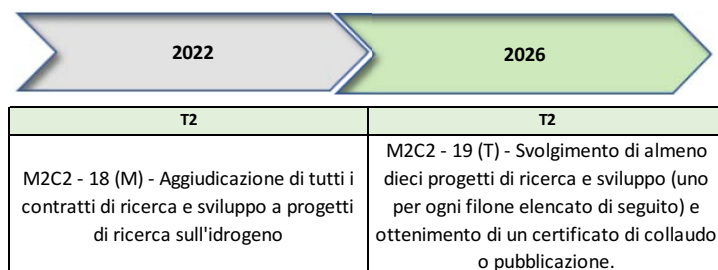 2022
2026
T2
T2
M2C2 - 18 (M) - Aggiudicazione di tutti i
contratti di ricerca e sviluppo a progetti
di ricerca sull'idrogeno
M2C2 - 19 (T) - Svolgimento di almeno
dieci progetti di ricerca e sviluppo (uno
per ogni filone elencato di seguito) e
ottenimento di un certificato di collaudo
o pubblicazione.